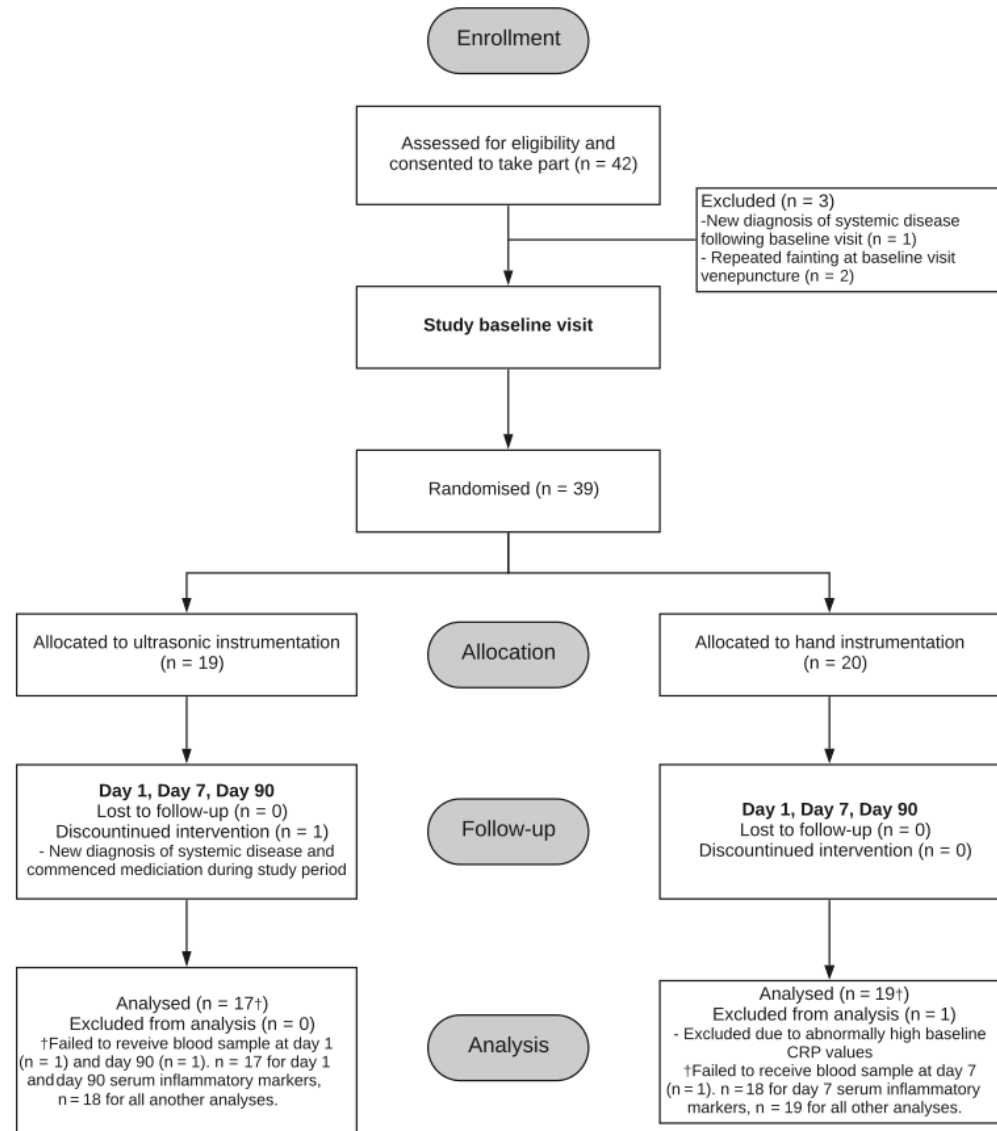 Enrollment
Assessed for eligibility and
consented to take part (n = 42)
Excluded (n = 3)
-New diagnosis of systemic disease
following baseline visit (n = 1)
- Repeated fainting at baseline visit
venepuncture (n = 2)
Study baseline visit
Randomised (n = 39)
Allocated to ultrasonic instrumentation
(n = 19)
Allocation
Allocated to hand instrumentation
(n = 20)
Day 1, Day 7, Day 90
Lost to follow-up (n = 0)
Discountinued intervention (n = 1)
- New diagnosis of systemic disease and
commenced mediciation during study period
Follow-up
Day 1, Day 7, Day 90
Lost to follow-up (n = 0)
Discountinued intervention (n = 0)
Analysed (n = 17†)
Excluded from analysis (n = 0)
†Failed to reveive blood sample at day 1
(n = 1) and day 90 (n = 1). n = 17 for day 1
and day 90 serum inflammatory markers,
n = 18 for all another analyses.
Analysis
Analysed (n = 19†)
Excluded from analysis (n = 1)
- Excluded due to abnormally high baseline
CRP values
†Failed to receive blood sample at day 7
(n = 1). n = 18 for day 7 serum inflammatory
markers, n = 19 for all other analyses.